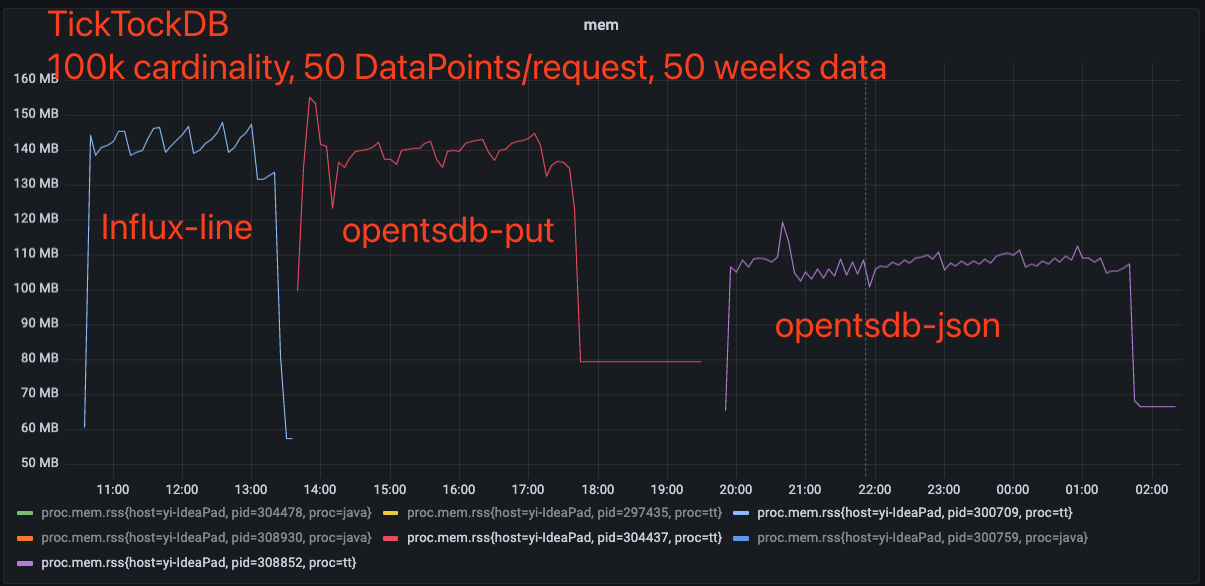 TickTockDB
mem
100k cardinality, 50 DataPoints/request, 50 weeks data
160 MB
150 MB
140 MB
130 MB
120 MB
110 MB
100 MB
90 MB
80 MB
70 MB
60 MB
50 MB
Influx-line
opentsdb-put
opentsdb-json
11:00 12:00 13:00 14:00 15:00 16:00 17:00 18:00 19:00 20:00 21:00 22:00 23:00 00:00 01:00 02:00
proc.mem.rss{host=yi-IdeaPad, pid=304478, proc=java} proc.mem.rss{host=yi-IdeaPad, pid=297435, proc=tt} proc.mem.rss{host=yi-IdeaPad, pid=300709, proc=tt}
proc.mem.rss{host=yi-IdeaPad, pid=308930, proc=java} proc.mem.rss{host=yi-IdeaPad, pid=304437, proc=tt} proc.mem.rss{host=yi-IdeaPad, pid=300759, proc=java}
proc.mem.rss{host=yi-IdeaPad, pid=308852, proc=tt}